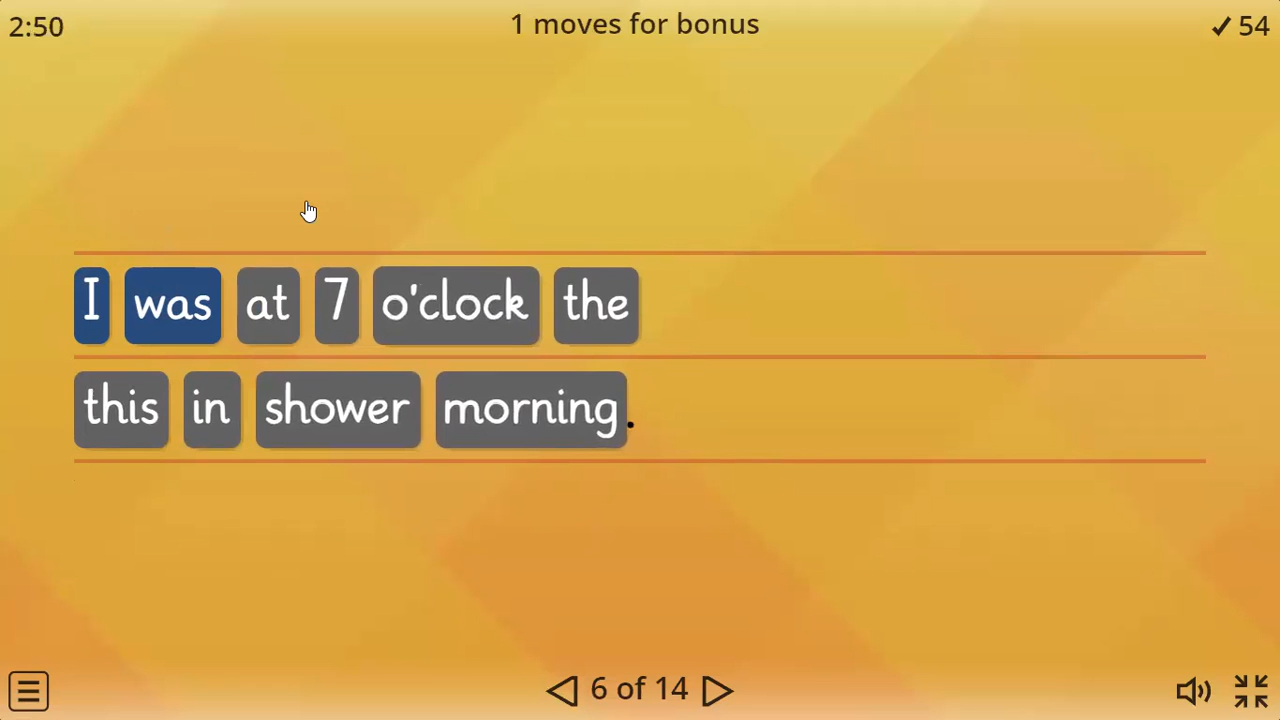 2:50
1 moves for bonus
✓ 54
I was at 7 o'clock the
this in shower morning.
6 of 14